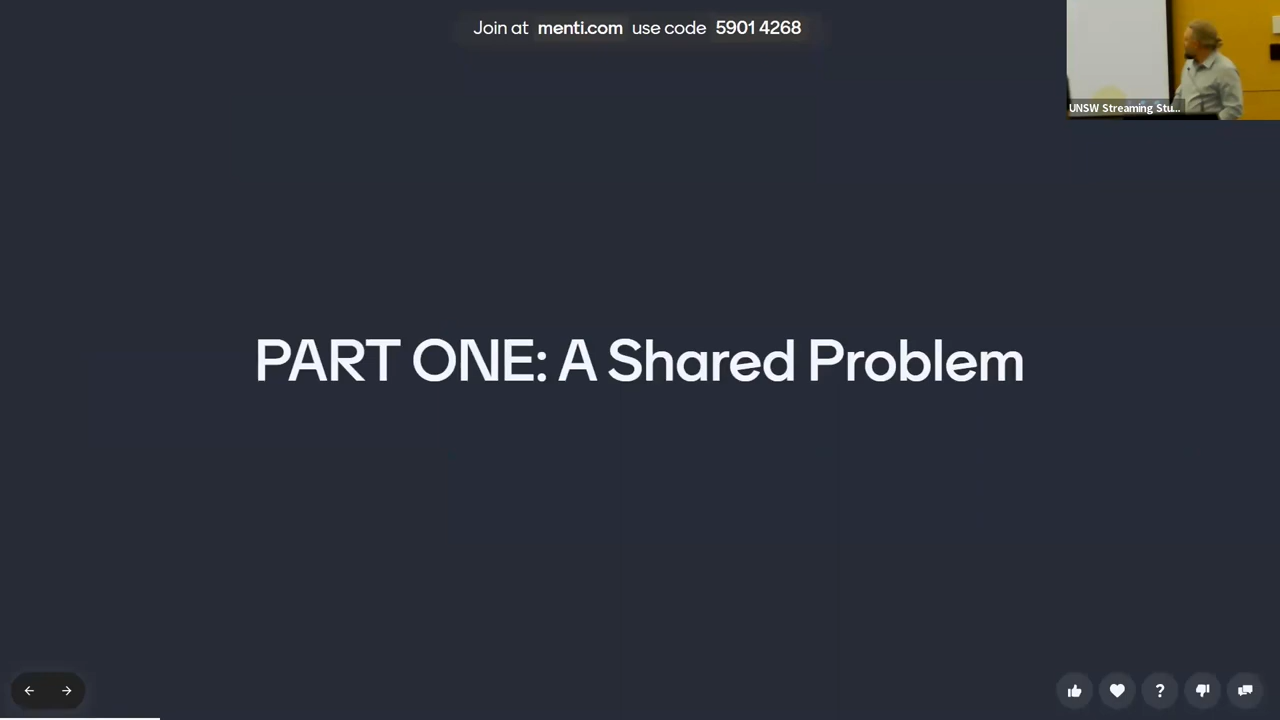 Join at menti.com use code 5901 4268
UNSW Streaming Stu...
PART ONE: A Shared Problem